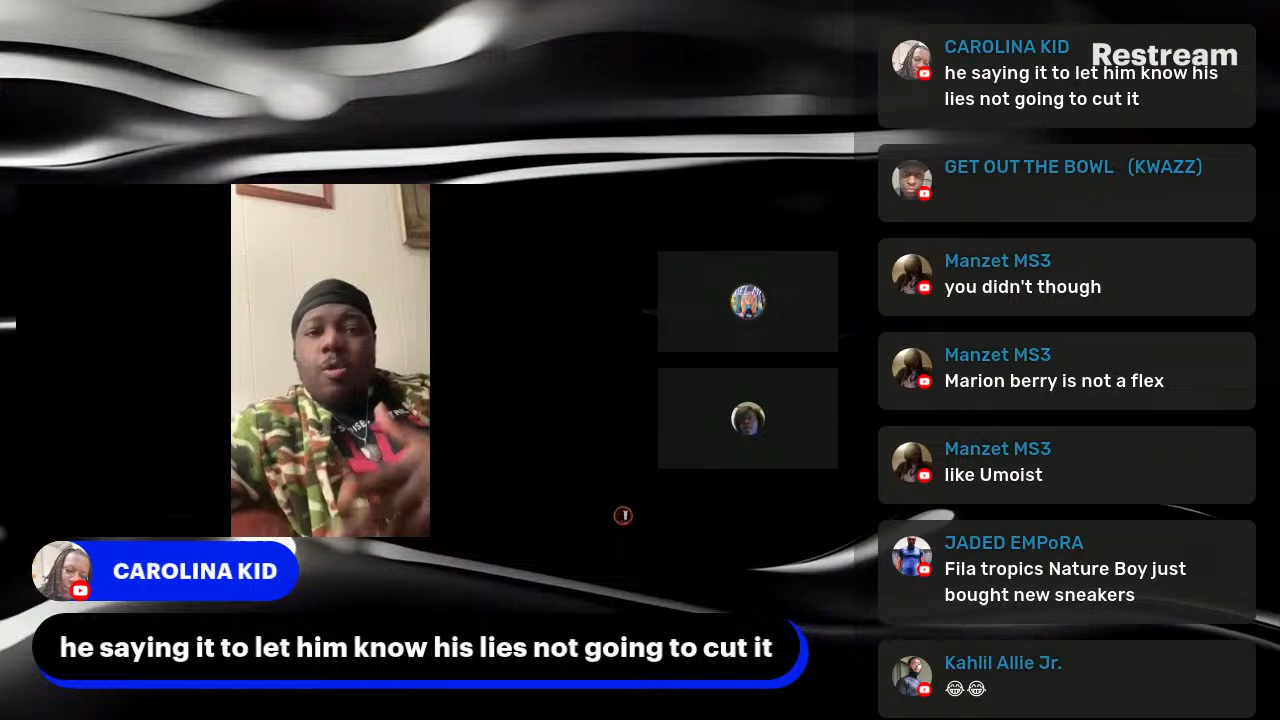 Restream
CAROLINA KID
he saying it to let him know his
lies not going to cut it
GET OUT THE BOWL (KWAZZ)
Manzet MS3
you didn't though
Manzet MS3
Marion berry is not a flex
Manzet MS3
like Umoist
JADED EMPoRA
Fila tropics Nature Boy just
bought new sneakers
Kahlil Allie Jr.
😂😂
CAROLINA KID
he saying it to let him know his lies not going to cut it